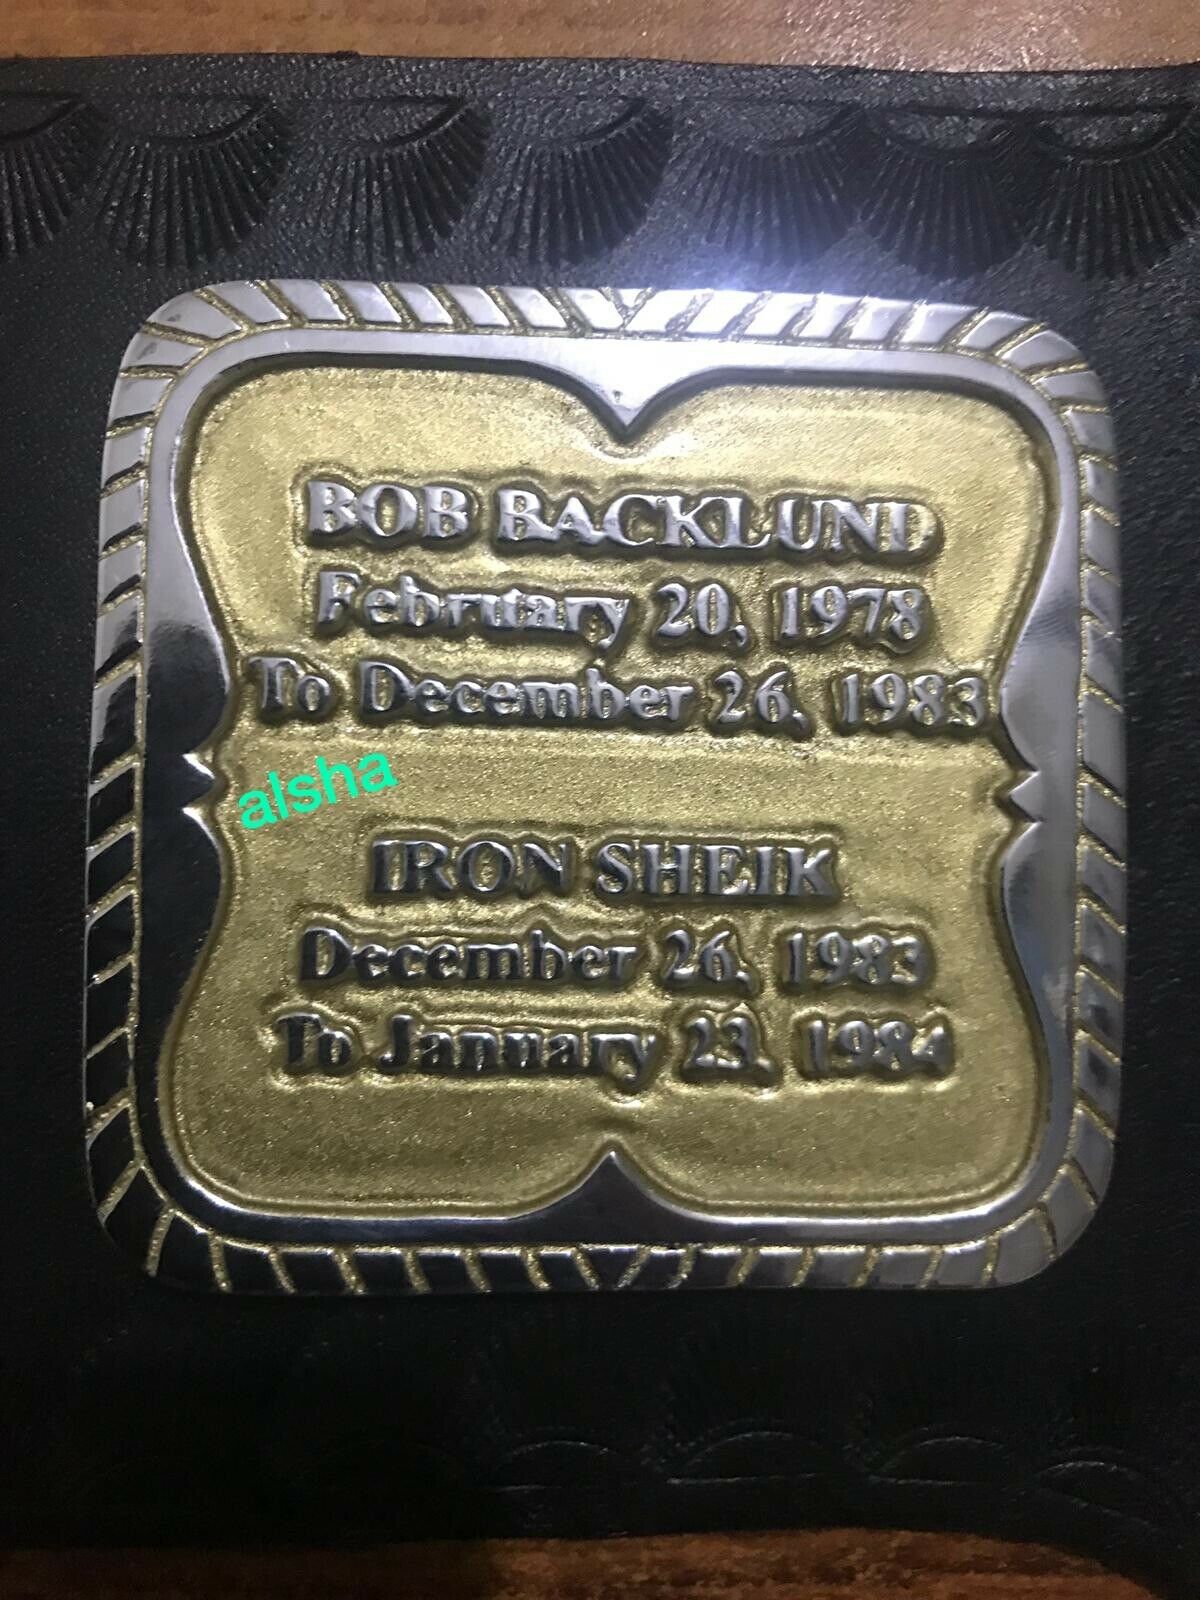 BOB BACKLUND
February 20, 1978
To December 26, 1983
alsha
IRON SHEIK
December 26, 1983
To January 23, 1984